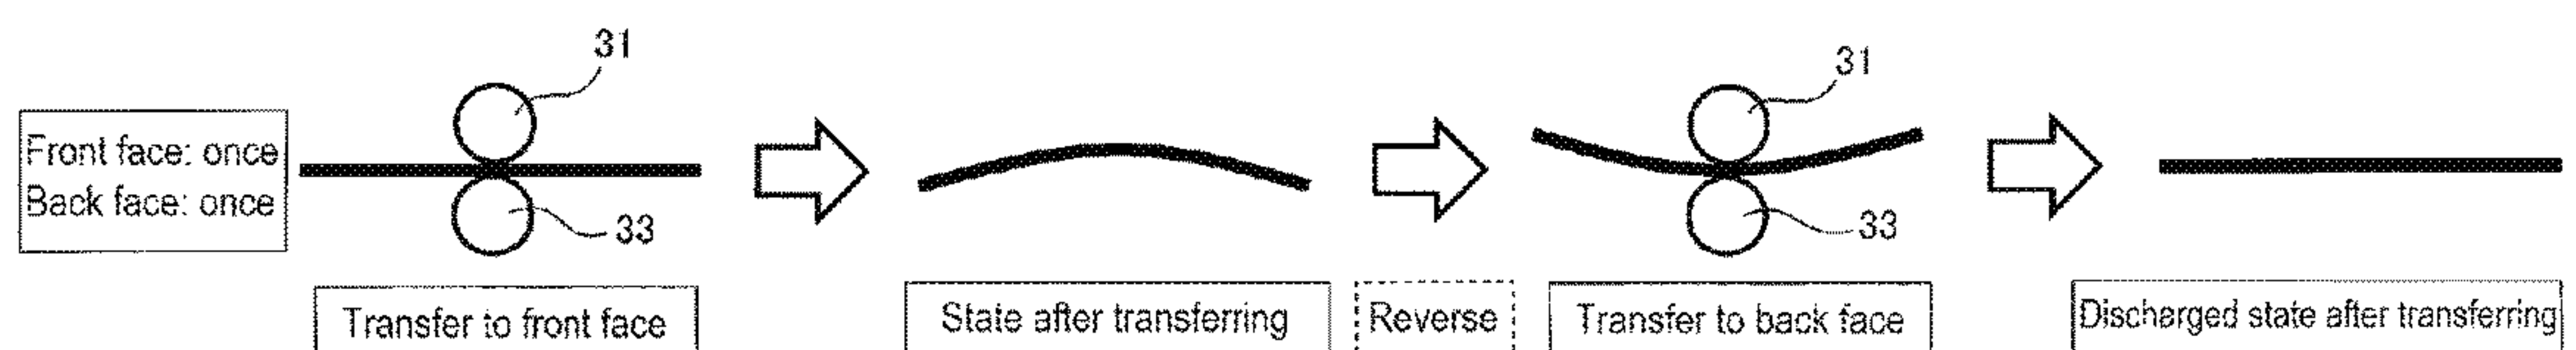 31
31
Front face: once
Back face: once
33
33
Transfer to front face
State after transferring
Reverse
Transfer to back face
Discharged state after transferring